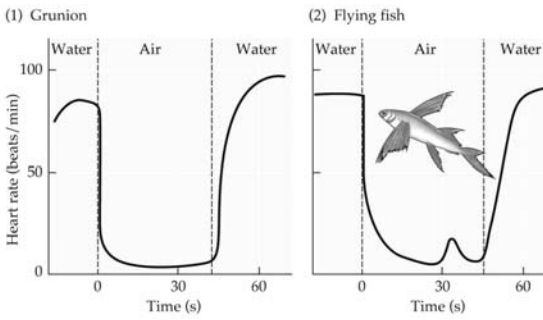 (1) Grunion
(2) Flying fish
Water Air Water
Water Air Water
Heart rate (beats/min)
100
50
0
0 30 60
0 30 60
Time (s)
Time (s)